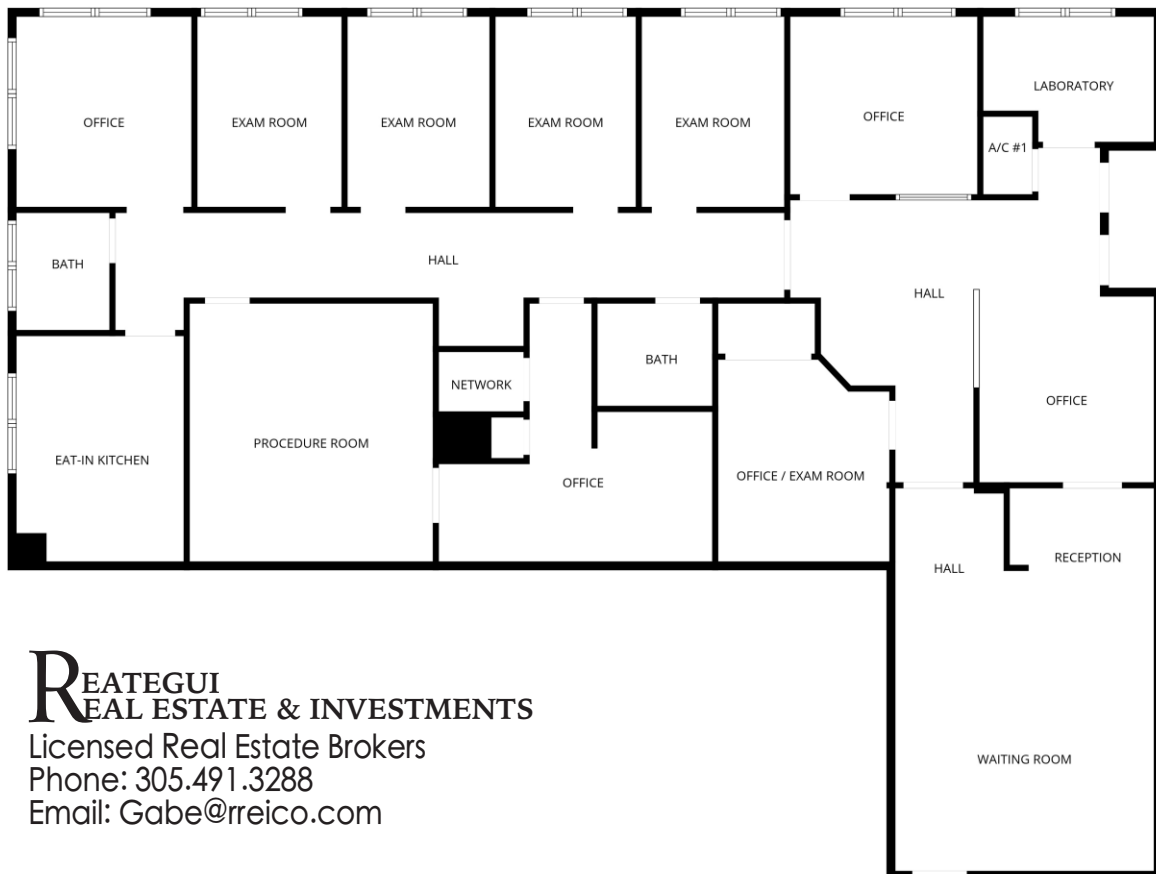 LABORATORY
OFFICE
EXAM ROOM
EXAM ROOM
EXAM ROOM
EXAM ROOM
OFFICE
A/C #1
BATH
HALL
HALL
BATH
NETWORK
OFFICE
PROCEDURE ROOM
EAT-IN KITCHEN
OFFICE
OFFICE / EXAM ROOM
HALL
RECEPTION
REATEGUI
REAL ESTATE & INVESTMENTS
Licensed Real Estate Brokers
Phone: 305.491.3288
Email: Gabe@rreico.com
WAITING ROOM